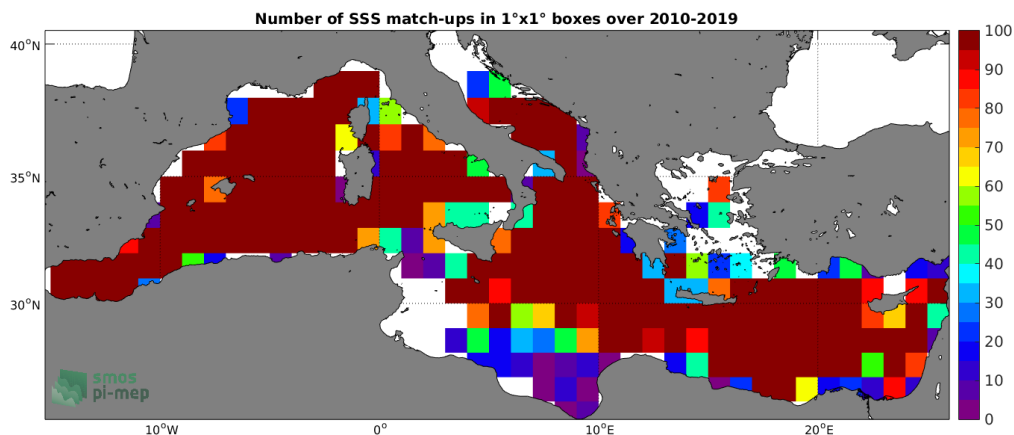 Number of SSS match-ups in 1°x1° boxes over 2010-2019
40°N
35°N
30°N
10°W
0°
10°E
20°E
100
90
80
70
60
50
40
30
20
10
0
smos
pi-mep